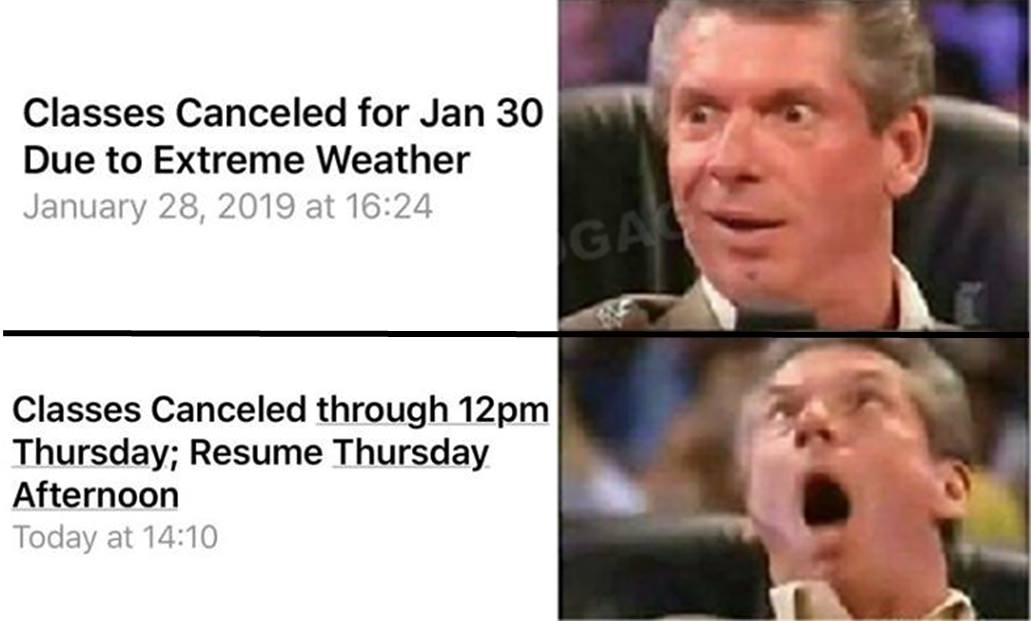 Classes Canceled for Jan 30
Due to Extreme Weather
January 28, 2019 at 16:24
Classes Canceled through 12pm
Thursday; Resume Thursday
Afternoon
Today at 14:10